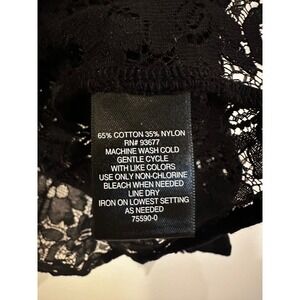 65% COTTON 35% NYLON
RN# 93677
MACHINE WASH COLD
GENTLE CYCLE
WITH LIKE COLORS
USE ONLY NON-CHLORINE
BLEACH WHEN NEEDED
LINE DRY
IRON ON LOWEST SETTING
AS NEEDED
75590-0